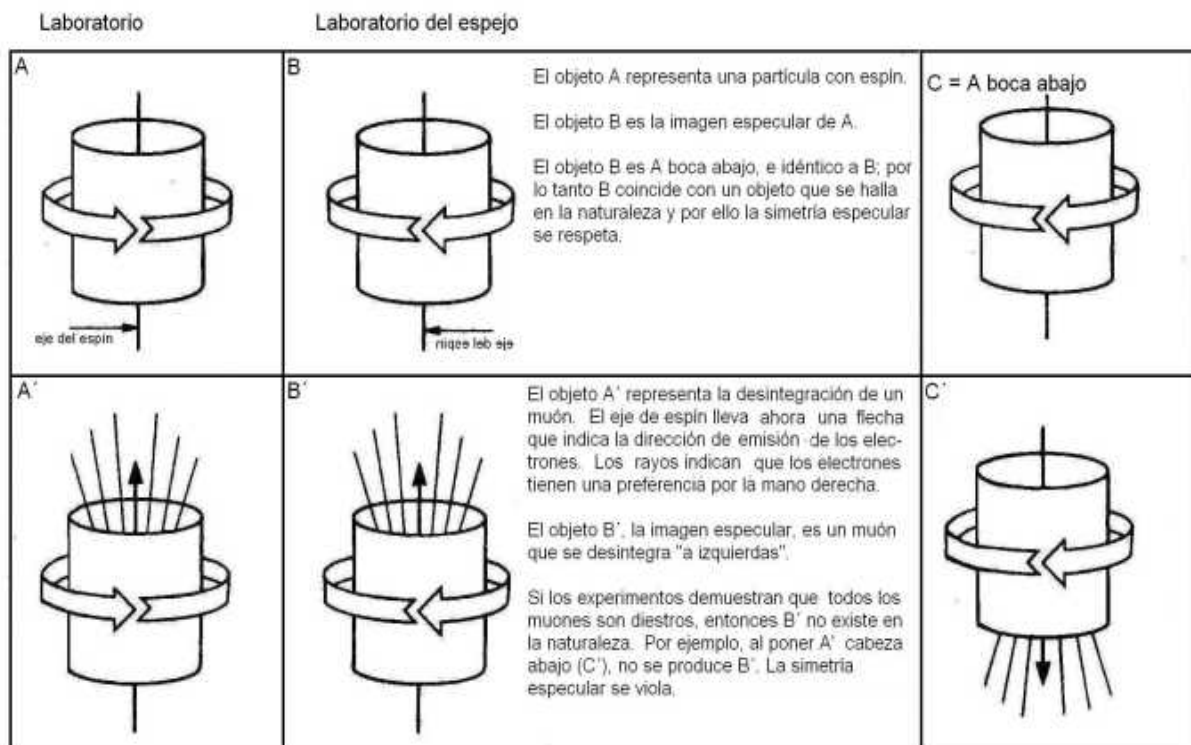 Laboratorio
Laboratorio del espejo
A
B
El objeto A representa una partícula con espín.
El objeto B es la imagen especular de A.
El objeto B es A boca abajo, e idéntico a B; por
lo tanto B coincide con un objeto que se halla
en la naturaleza y por ello la simetría especular
se respeta.
C = A boca abajo
eje del espín
eje del espín
A´
B´
El objeto A´ representa la desintegración de un
muón. El eje de espín lleva ahora una flecha
que indica la dirección de emisión de los elec-
trones. Los rayos indican que los electrones
tienen una preferencia por la mano derecha.
El objeto B´, la imagen especular, es un muón
que se desintegra "a izquierdas".
Si los experimentos demuestran que todos los
muones son diestros, entonces B´ no existe en
la naturaleza. Por ejemplo, al poner A´ cabeza
abajo (C´), no se produce B´. La simetría
especular se viola.
C´